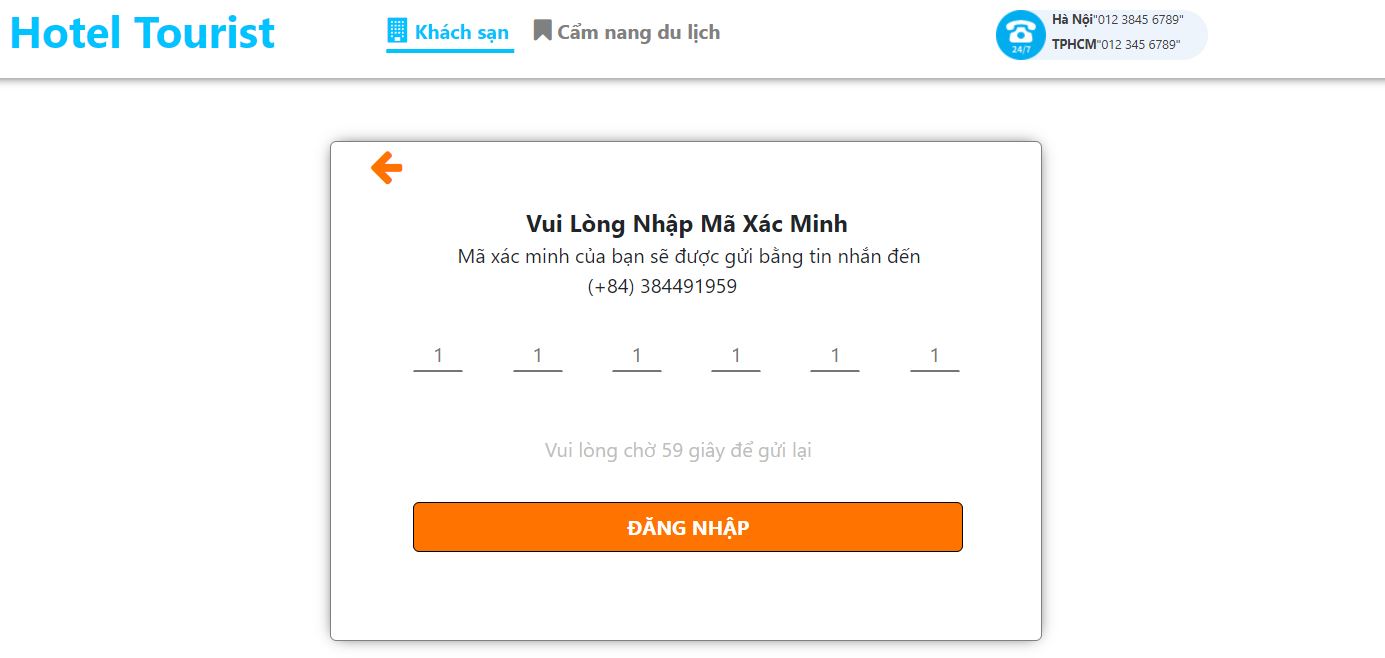 Hotel Tourist
Khách sạn
Cẩm nang du lịch
24/7
Hà Nội"012 3845 6789"
TPHCM"012 345 6789"
Vui Lòng Nhập Mã Xác Minh
Mã xác minh của bạn sẽ được gửi bằng tin nhắn đến
(+84) 384491959
1 1 1 1 1 1
Vui lòng chờ 59 giây để gửi lại
ĐĂNG NHẬP